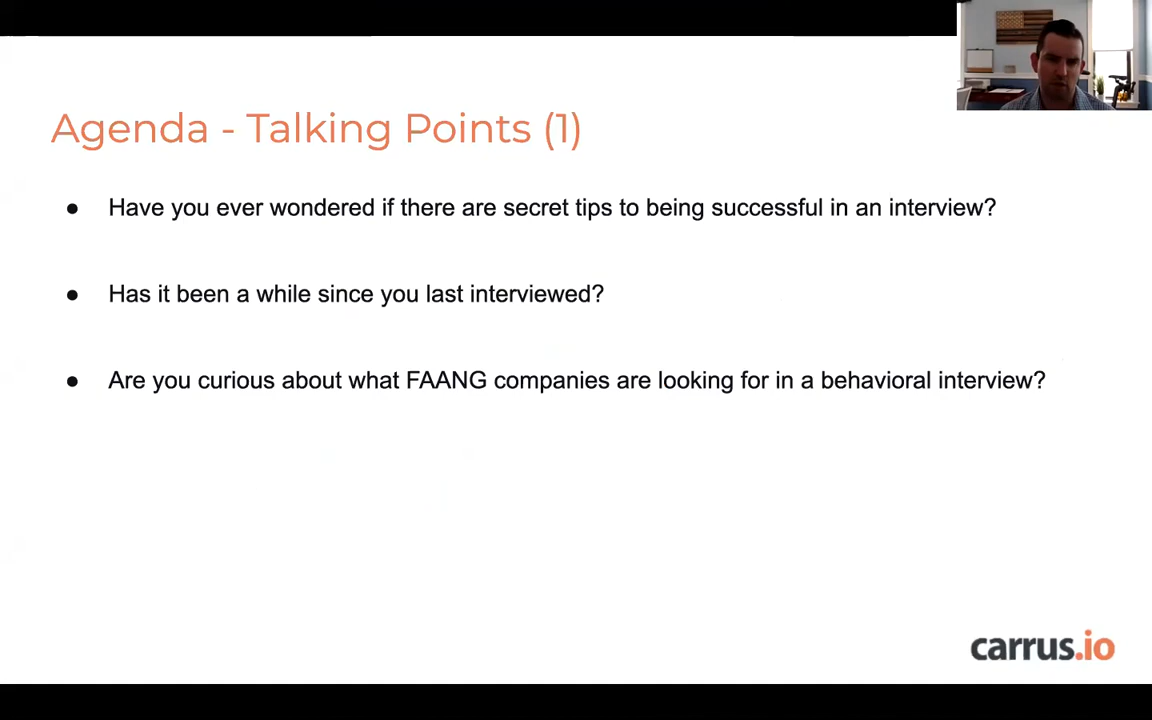 Agenda - Talking Points (1)
● Have you ever wondered if there are secret tips to being successful in an interview?
● Has it been a while since you last interviewed?
● Are you curious about what FAANG companies are looking for in a behavioral interview?
carrus.io